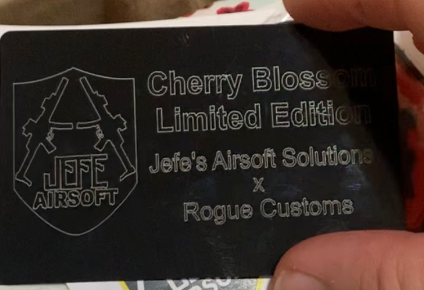 JEFE
AIRSOFT
Cherry Blossom
Limited Edition
Jefe's Airsoft Solutions
x
Rogue Customs